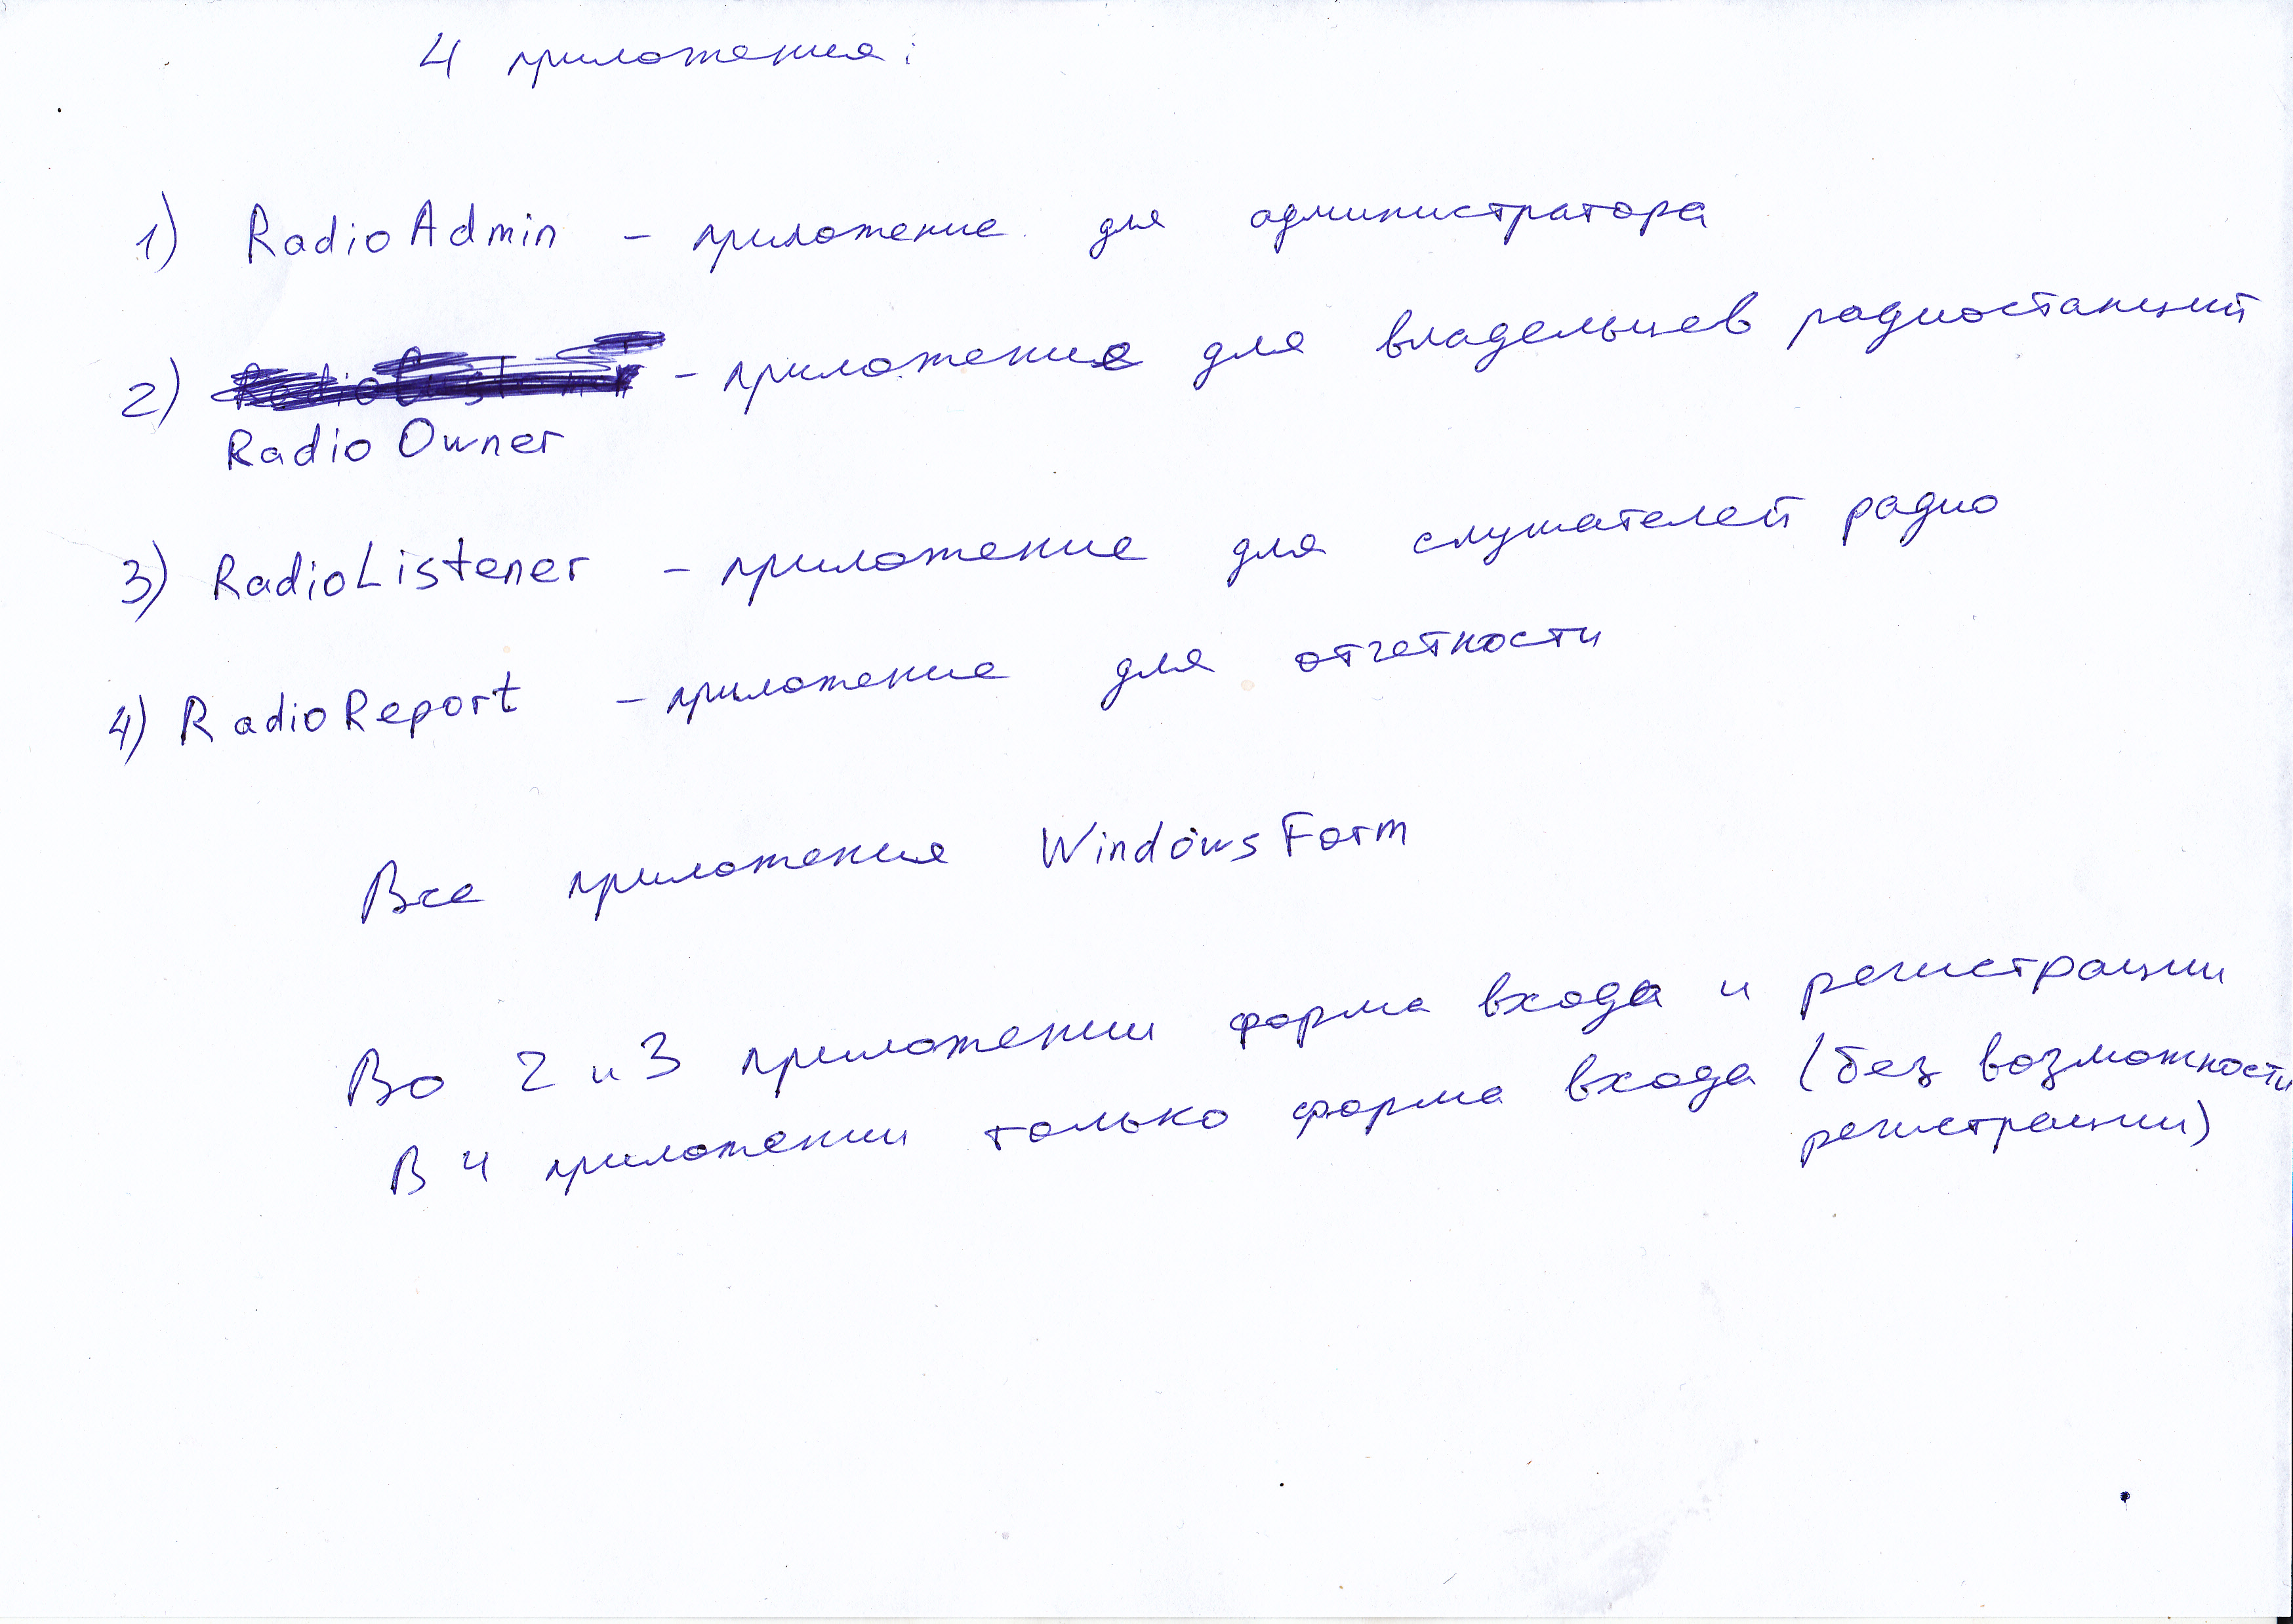 4 приложения:
1) RadioAdmin - приложение для администратора
2) - приложение для владельцев радиостанций
Radio Owner
3) RadioListener - приложение для слушателей радио
4) RadioReport - приложение для отчетности
Все приложения WindowsForm
Во 2 и 3 приложении форма входа и регистрации
В 4 приложении только форма входа (без возможности
регистрации)